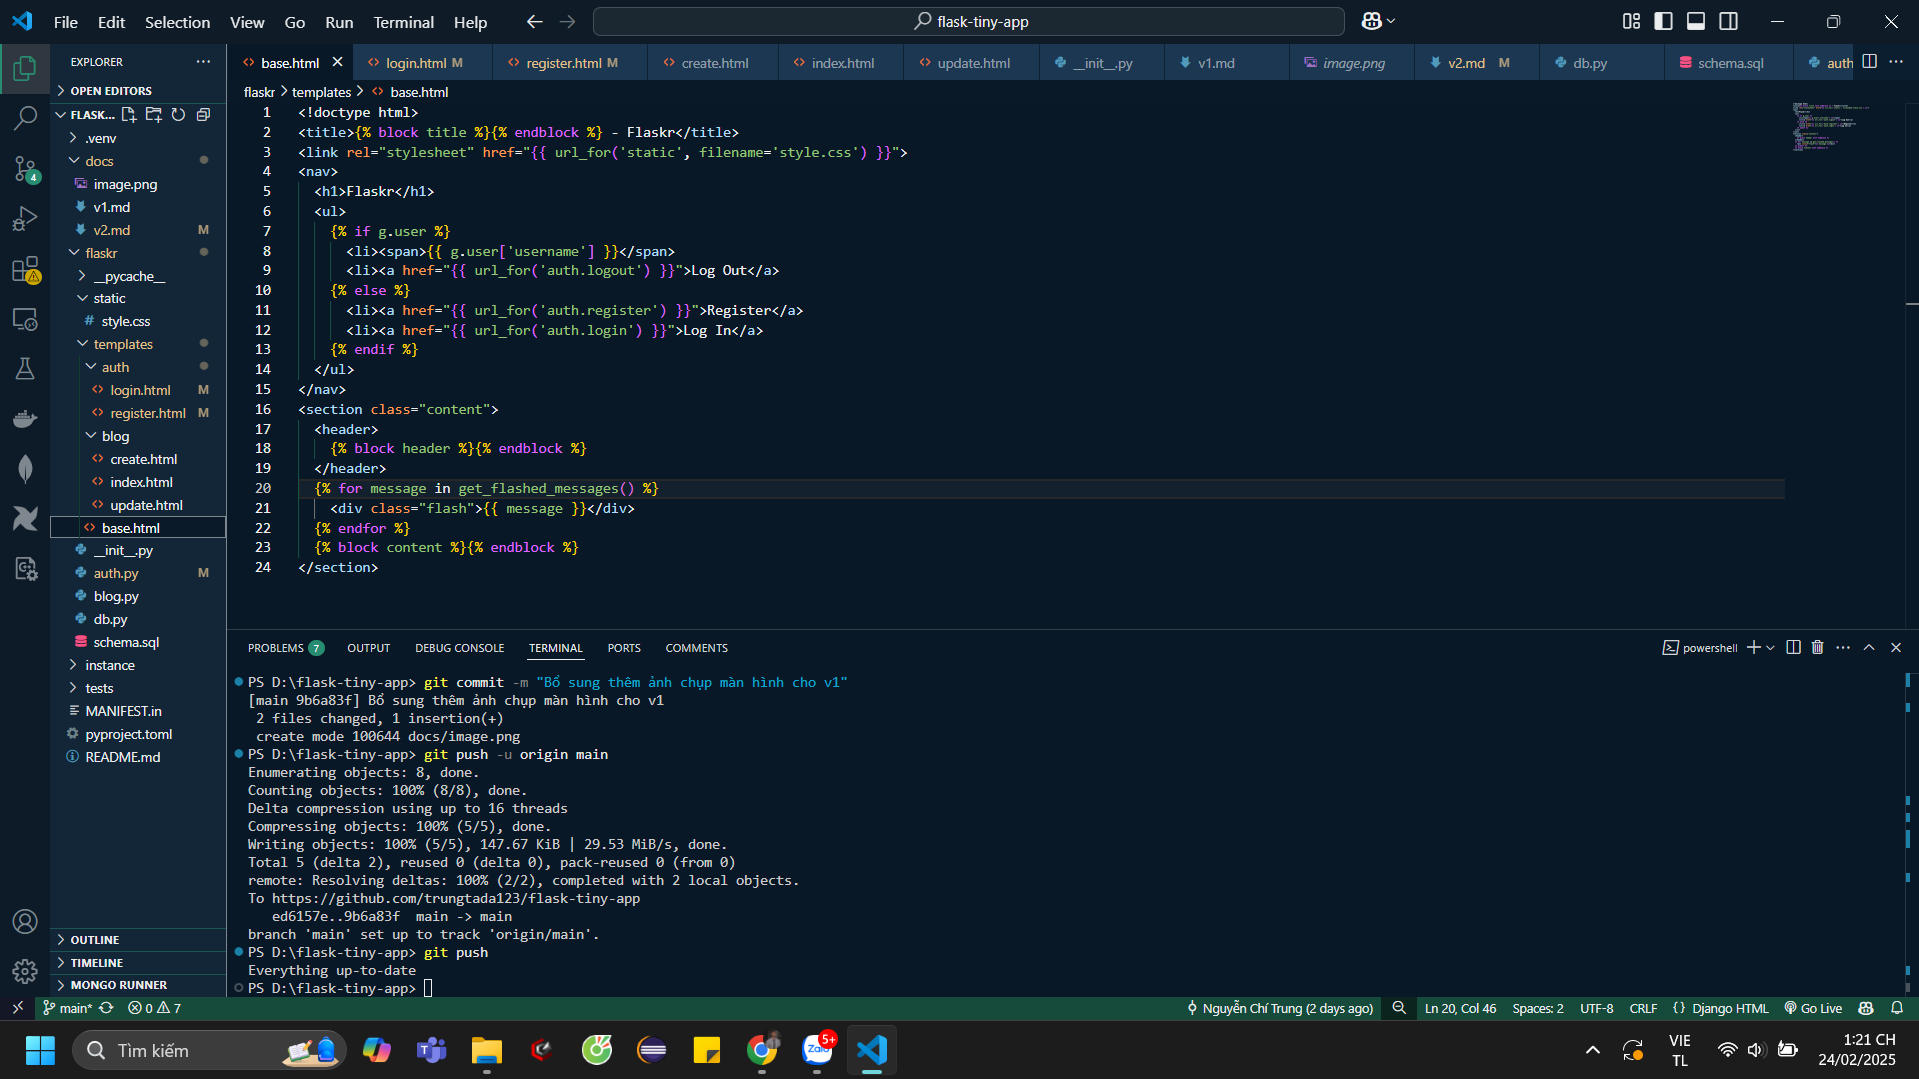 File Edit Selection View Go Run Terminal Help
flask-tiny-app
EXPLORER
OPEN EDITORS
FLASK...
.venv
docs
image.png
v1.md
v2.md M
flaskr
__pycache__
static
# style.css
templates
auth
login.html M
register.html M
blog
create.html
index.html
update.html
base.html
__init__.py
auth.py M
blog.py
db.py
schema.sql
instance
tests
MANIFEST.in
pyproject.toml
README.md
OUTLINE
TIMELINE
MONGO RUNNER
4
base.html login.html M register.html M create.html index.html update.html __init__.py v1.md image.png v2.md M db.py schema.sql auth
flaskr > templates > base.html
1 <!doctype html>
2 <title>{% block title %}{% endblock %} - Flaskr</title>
3 <link rel="stylesheet" href="{{ url_for('static', filename='style.css') }}">
4 <nav>
5 <h1>Flaskr</h1>
6 <ul>
7 {% if g.user %}
8 <li><span>{{ g.user['username'] }}</span>
9 <li><a href="{{ url_for('auth.logout') }}">Log Out</a>
10 {% else %}
11 <li><a href="{{ url_for('auth.register') }}">Register</a>
12 <li><a href="{{ url_for('auth.login') }}">Log In</a>
13 {% endif %}
14 </ul>
15 </nav>
16 <section class="content">
17 <header>
18 {% block header %}{% endblock %}
19 </header>
20 {% for message in get_flashed_messages() %}
21 <div class="flash">{{ message }}</div>
22 {% endfor %}
23 {% block content %}{% endblock %}
24 </section>
PROBLEMS 7 OUTPUT DEBUG CONSOLE TERMINAL PORTS COMMENTS
powershell
PS D:\flask-tiny-app> git commit -m "Bổ sung thêm ảnh chụp màn hình cho v1"
[main 9b6a83f] Bổ sung thêm ảnh chụp màn hình cho v1
2 files changed, 1 insertion(+)
create mode 100644 docs/image.png
PS D:\flask-tiny-app> git push -u origin main
Enumerating objects: 8, done.
Counting objects: 100% (8/8), done.
Delta compression using up to 16 threads
Compressing objects: 100% (5/5), done.
Writing objects: 100% (5/5), 147.67 KiB | 29.53 MiB/s, done.
Total 5 (delta 2), reused 0 (delta 0), pack-reused 0 (from 0)
remote: Resolving deltas: 100% (2/2), completed with 2 local objects.
To https://github.com/trungtada123/flask-tiny-app
ed6157e..9b6a83f main -> main
branch 'main' set up to track 'origin/main'.
PS D:\flask-tiny-app> git push
Everything up-to-date
PS D:\flask-tiny-app>
main* 0 7 Nguyễn Chí Trung (2 days ago) Ln 20, Col 46 Spaces: 2 UTF-8 CRLF {} Django HTML Go Live
Tìm kiếm
Zalo 5+
VIE
TL
1:21 CH
24/02/2025